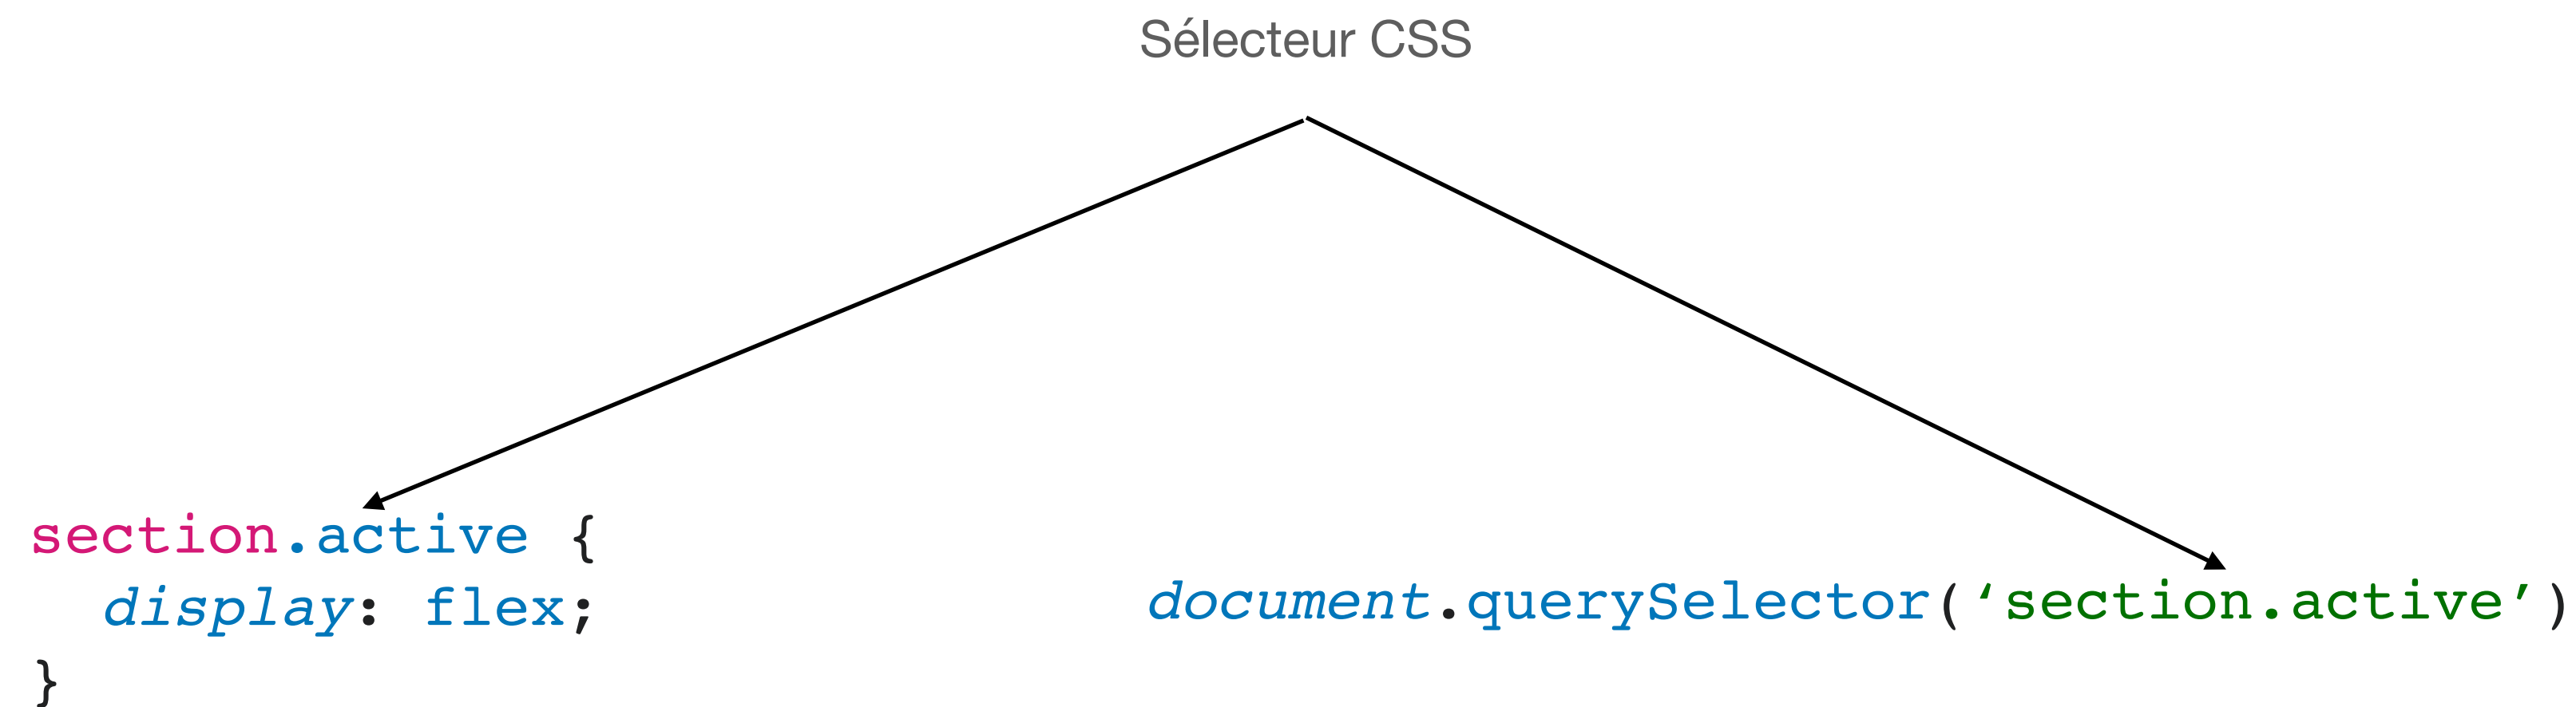 Sélecteur CSS
section.active {
display: flex;
}
document.querySelector(‘section.active’)